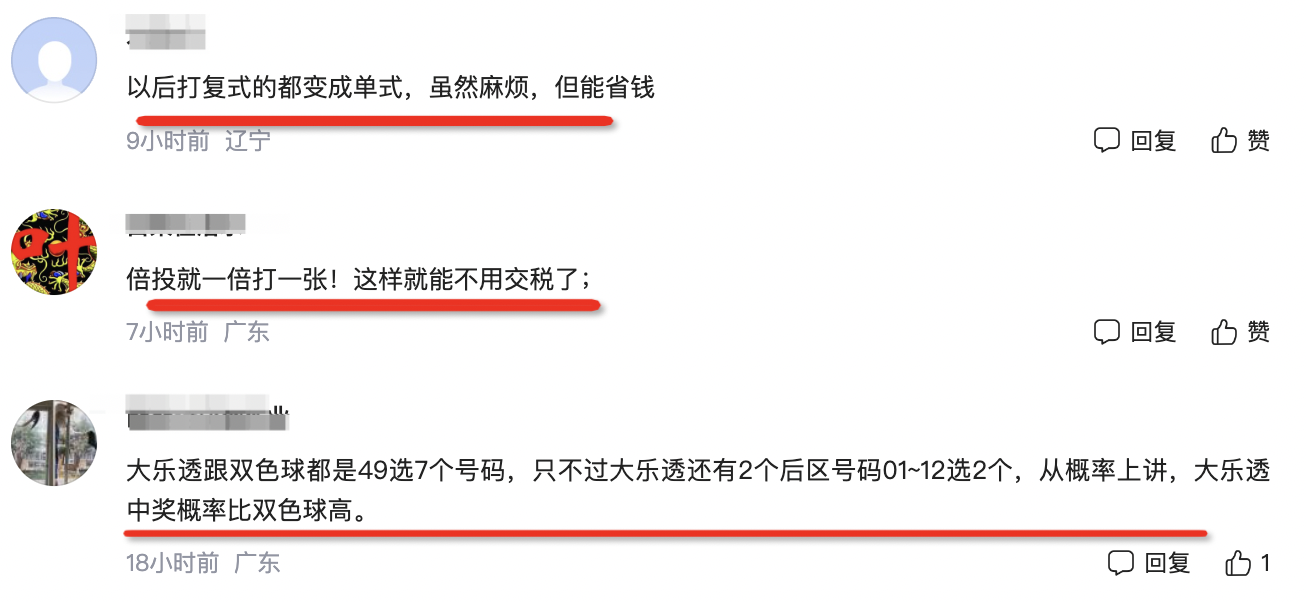 以后打复式的都变成单式，虽然麻烦，但能省钱
9小时前 辽宁
回复 赞
倍投就一倍打一张！这样就能不用交税了；
7小时前 广东
回复 赞
大乐透跟双色球都是49选7个号码，只不过大乐透还有2个后区号码01~12选2个，从概率上讲，大乐透
中奖概率比双色球高。
18小时前 广东
回复 1